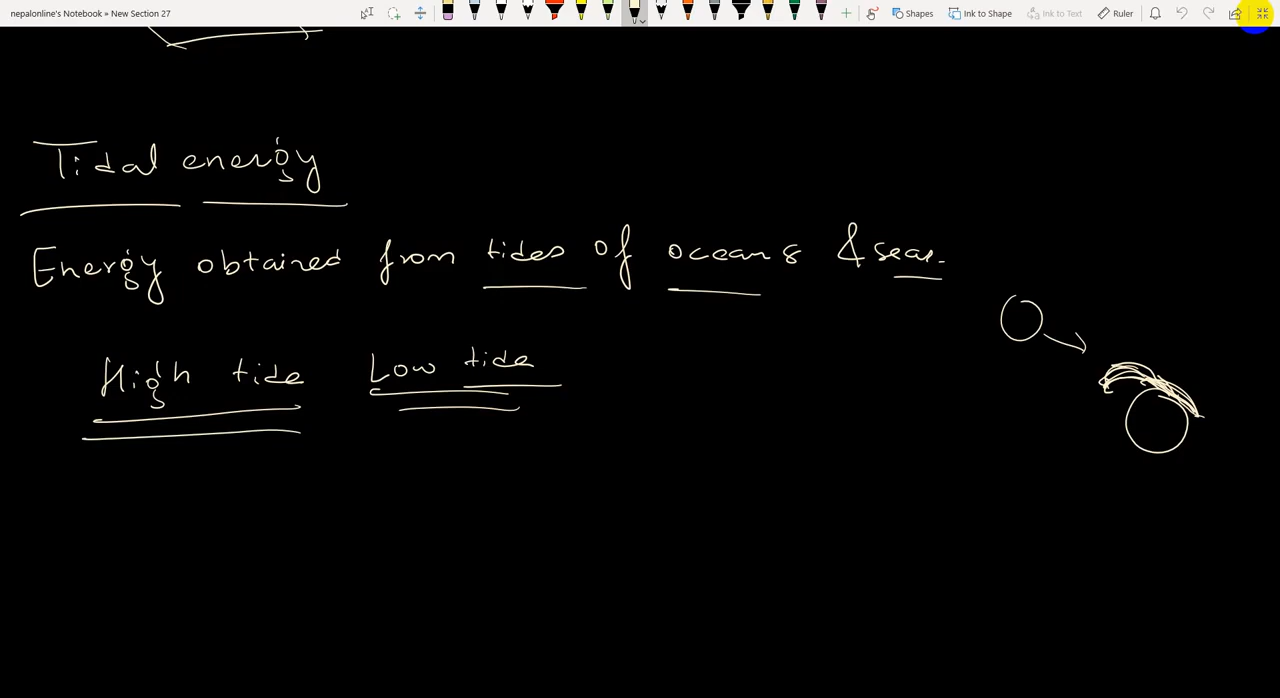 nepalonline's Notebook » New Section 27
Shapes Ink to Shape Ink to Text Ruler
Tidal energy
Energy obtained from tides of oceans & seas.
High tide Low tide